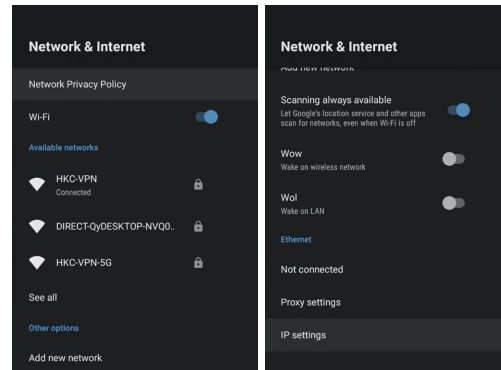 Network & Internet
Network Privacy Policy
Wi-Fi
Available networks
HKC-VPN
Connected
DIRECT-QyDESKTOP-NVQ0..
HKC-VPN-5G
See all
Other options
Add new network
Network & Internet
Add new network
Scanning always available
Let Google's location service and other apps
scan for networks, even when Wi-Fi is off
Wow
Wake on wireless network
Wol
Wake on LAN
Ethernet
Not connected
Proxy settings
IP settings